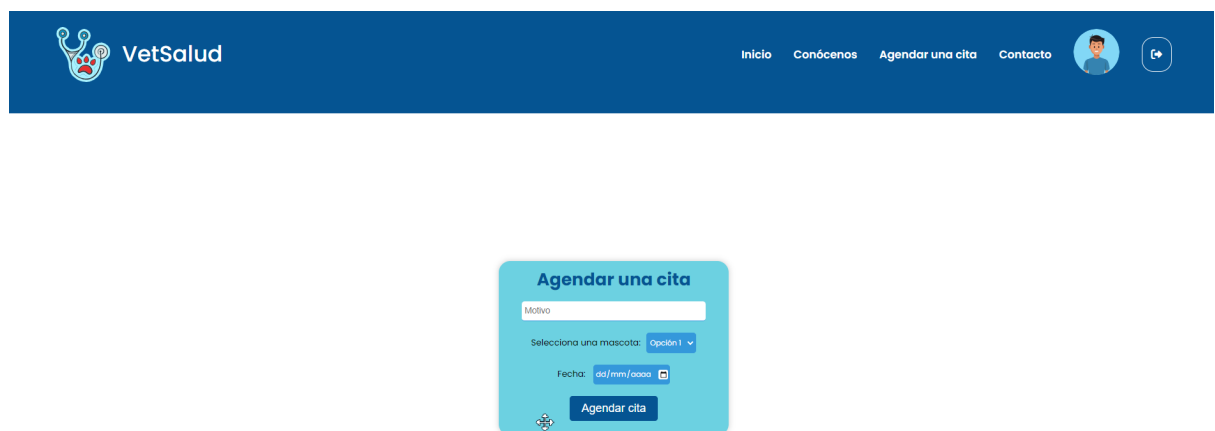 VetSalud
Inicio Conócenos Agendar una cita Contacto
Agendar una cita
Motivo
Selecciona una mascota: Opción 1
Fecha: dd/mm/aaaa
Agendar cita